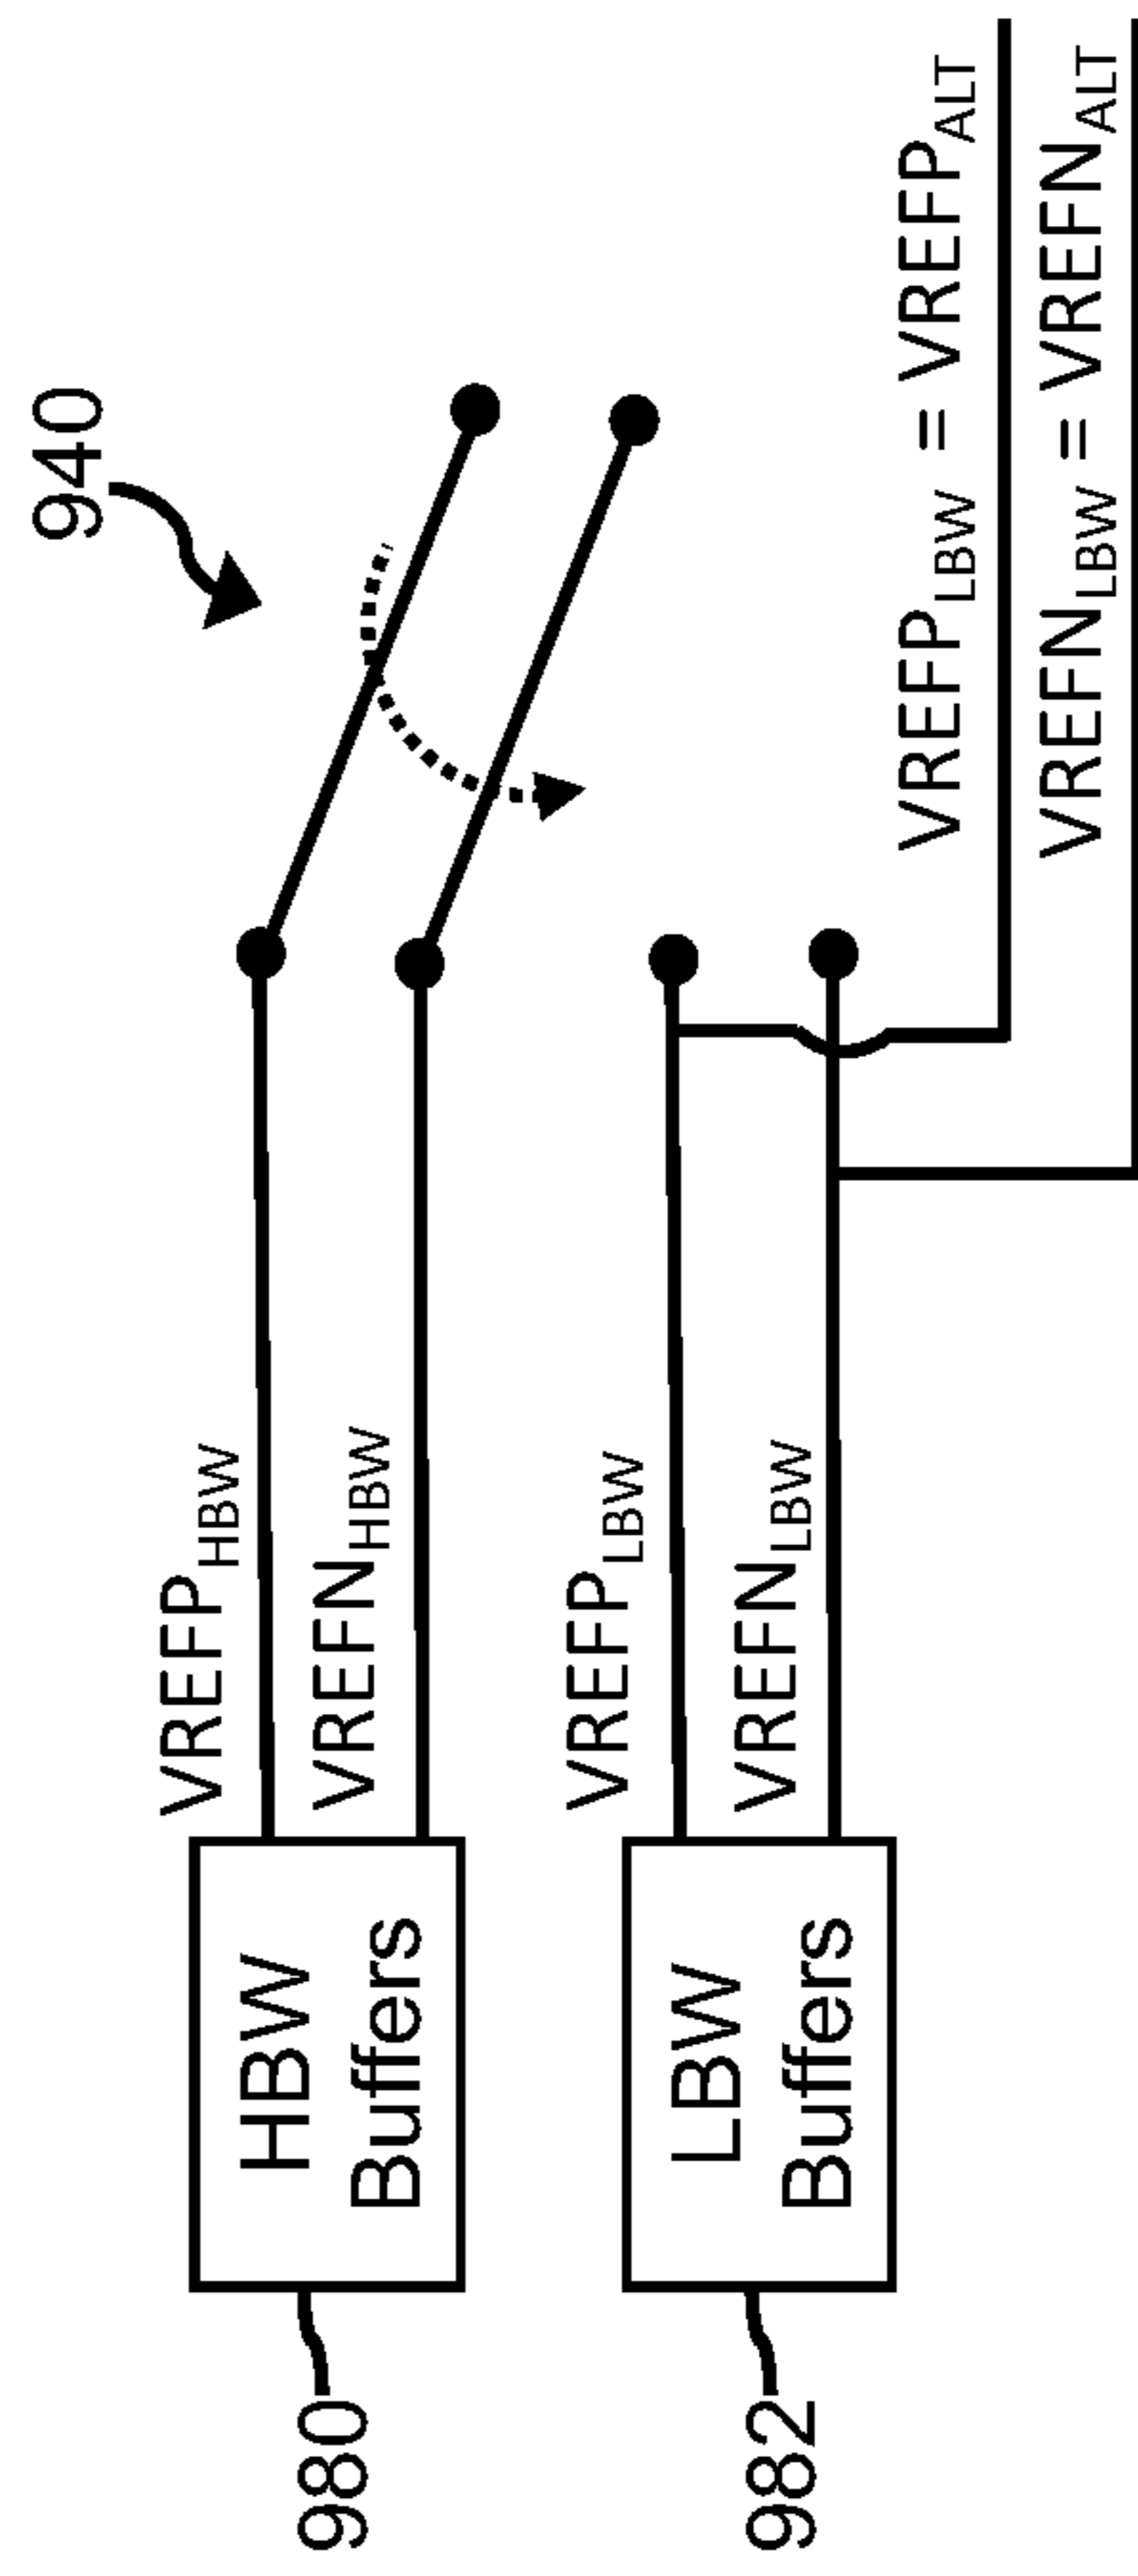 940
VREFP_HBW
VREFN_HBW
980
HBW
Buffers
VREFP_LBW
VREFN_LBW
982
LBW
Buffers
VREFP_LBW = VREFP_ALT
VREFN_LBW = VREFN_ALT